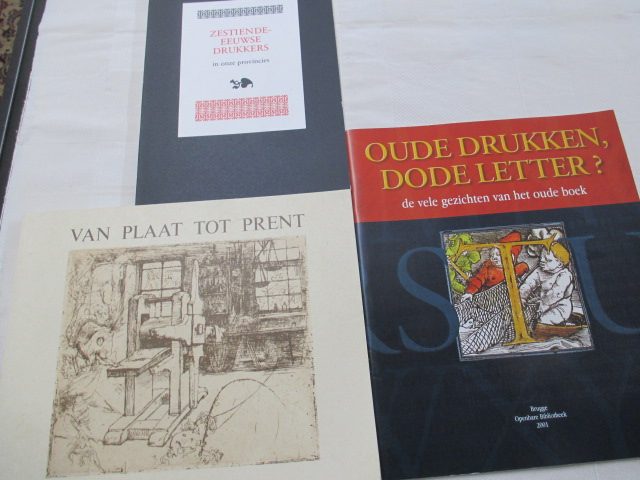 ZESTIENDE-
EEUWSE
DRUKKERS
in onze provincies
OUDE DRUKKEN,
DODE LETTER?
de vele gezichten van het oude boek
T
Brugge
Openbare Bibliotheek
2001
VAN PLAAT TOT PRENT